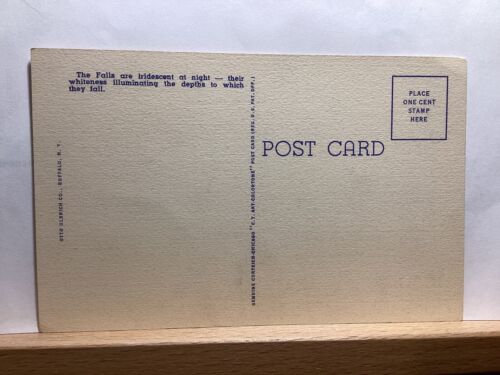 The Falls are iridescent at night — their
whiteness illuminating the depths to which
they fall.
OTTO ULBRICH CO., BUFFALO, N. Y.
GENUINE CURTEICH-CHICAGO "C. T. ART-COLORTONE" POST CARD (REG. U. S. PAT. OFF.)
POST CARD
PLACE
ONE CENT
STAMP
HERE